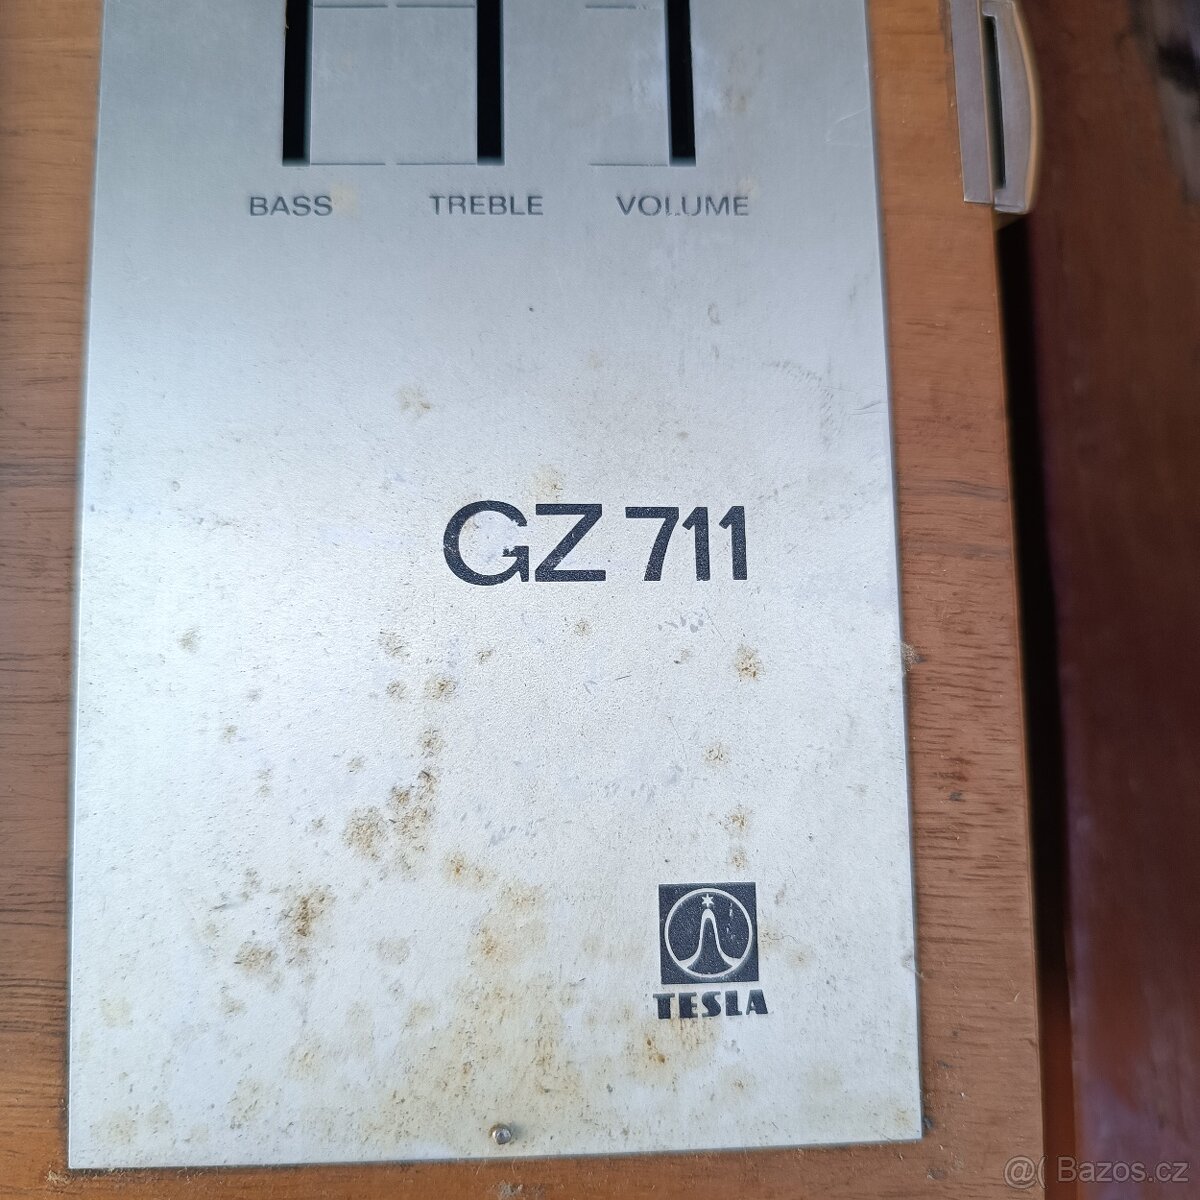 BASS TREBLE VOLUME
GZ 711
TESLA
@( Bazos.cz